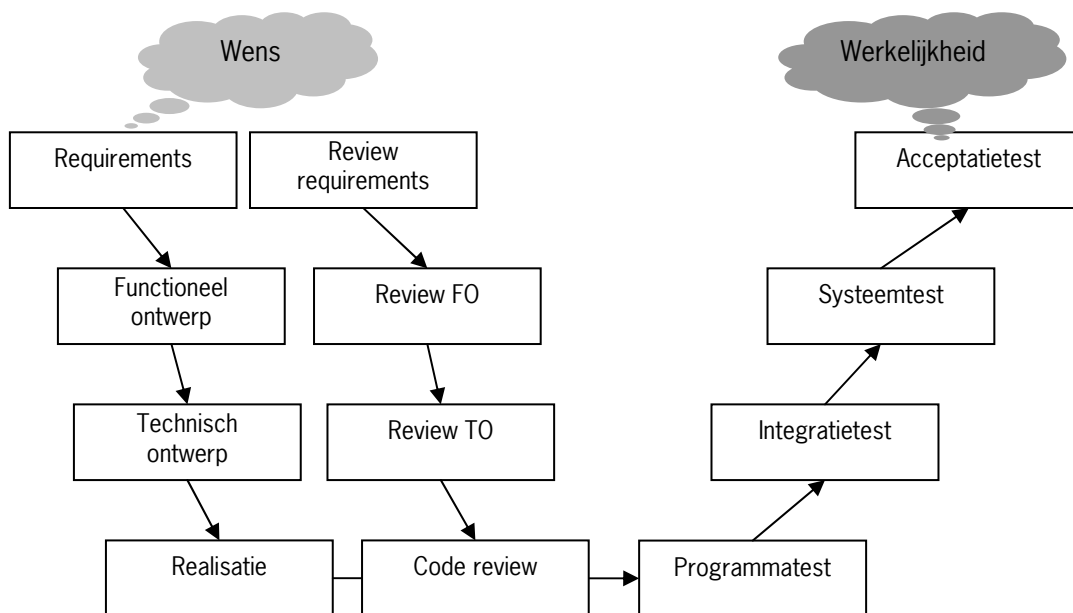 Wens
Werkelijkheid
Requirements
Review
requirements
Acceptatietest
Functioneel
ontwerp
Review FO
Systeemtest
Technisch
ontwerp
Review TO
Integratietest
Realisatie
Code review
Programmatest